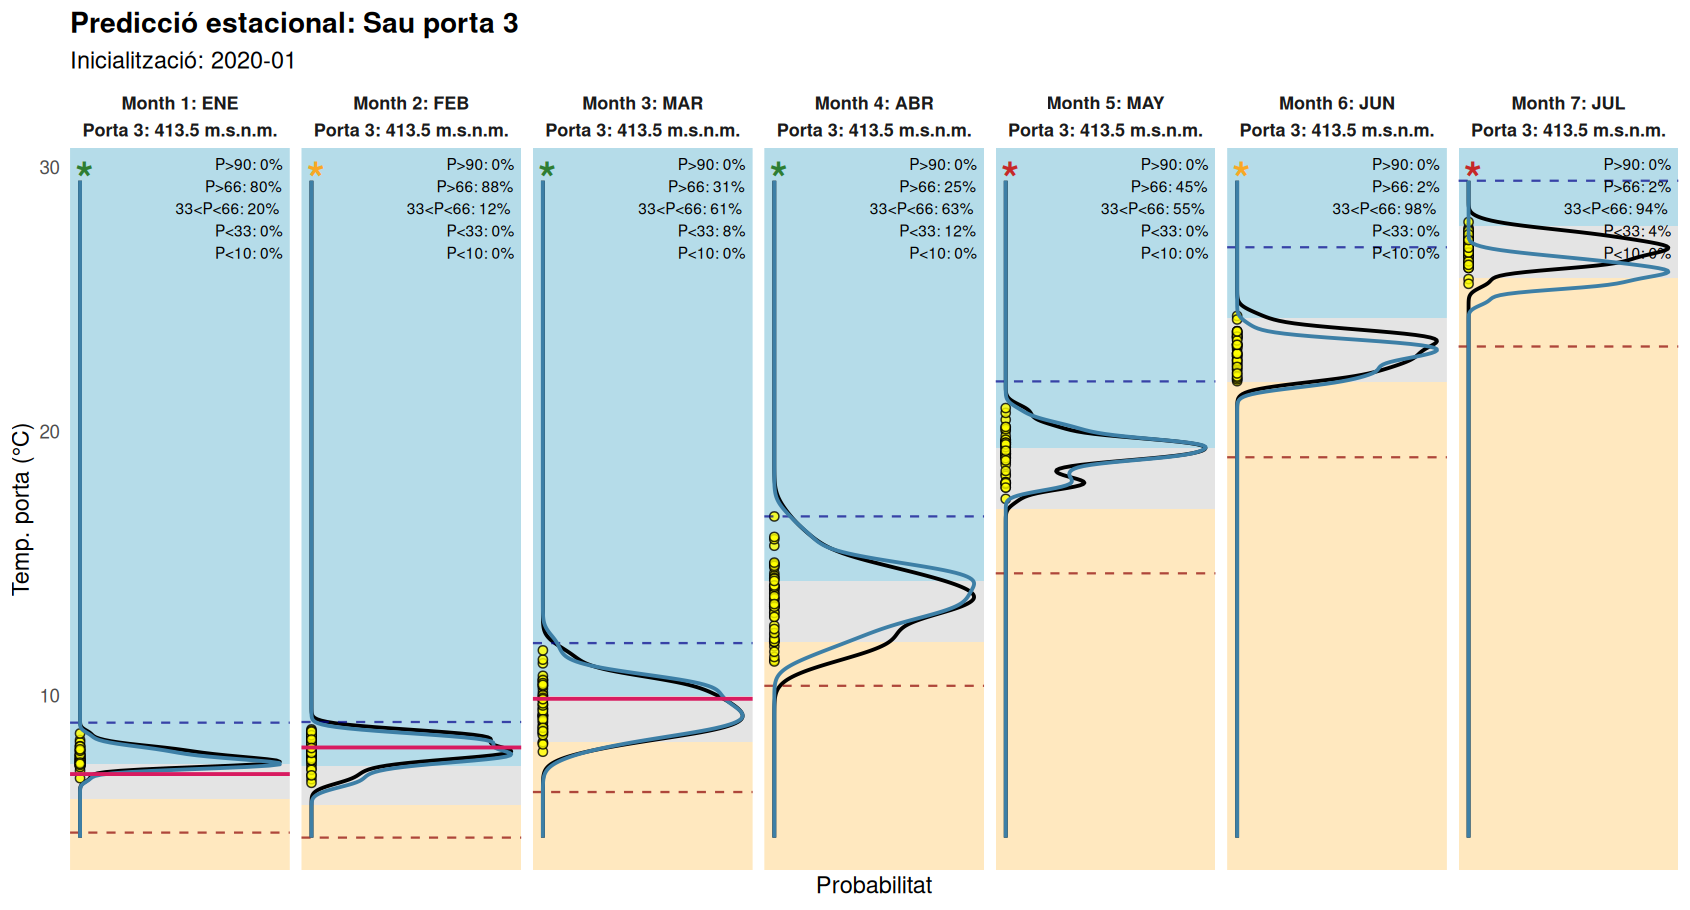 Predicció estacional: Sau porta 3
Inicialització: 2020-01
Month 1: ENE
Porta 3: 413.5 m.s.n.m.
P>90: 0%
P>66: 80%
33<P<66: 20%
P<33: 0%
P<10: 0%
Month 2: FEB
Porta 3: 413.5 m.s.n.m.
P>90: 0%
P>66: 88%
33<P<66: 12%
P<33: 0%
P<10: 0%
Month 3: MAR
Porta 3: 413.5 m.s.n.m.
P>90: 0%
P>66: 31%
33<P<66: 61%
P<33: 8%
P<10: 0%
Month 4: ABR
Porta 3: 413.5 m.s.n.m.
P>90: 0%
P>66: 25%
33<P<66: 63%
P<33: 12%
P<10: 0%
Month 5: MAY
Porta 3: 413.5 m.s.n.m.
P>90: 0%
P>66: 45%
33<P<66: 55%
P<33: 0%
P<10: 0%
Month 6: JUN
Porta 3: 413.5 m.s.n.m.
P>90: 0%
P>66: 2%
33<P<66: 98%
P<33: 0%
P<10: 0%
Month 7: JUL
Porta 3: 413.5 m.s.n.m.
P>90: 0%
P>66: 2%
33<P<66: 94%
P<33: 4%
P<10: 0%
30
20
10
Temp. porta (°C)
Probabilitat